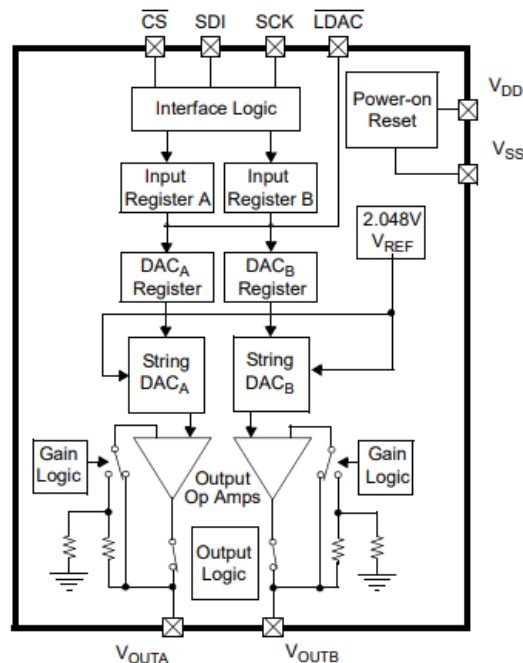 CS SDI SCK LDAC
Interface Logic
Power-on
Reset
VDD
VSS
Input
Register A
Input
Register B
2.048V
VREF
DACA
Register
DACB
Register
String
DACA
String
DACB
Gain
Logic
Output
Op Amps
Gain
Logic
Output
Logic
VOUTA
VOUTB